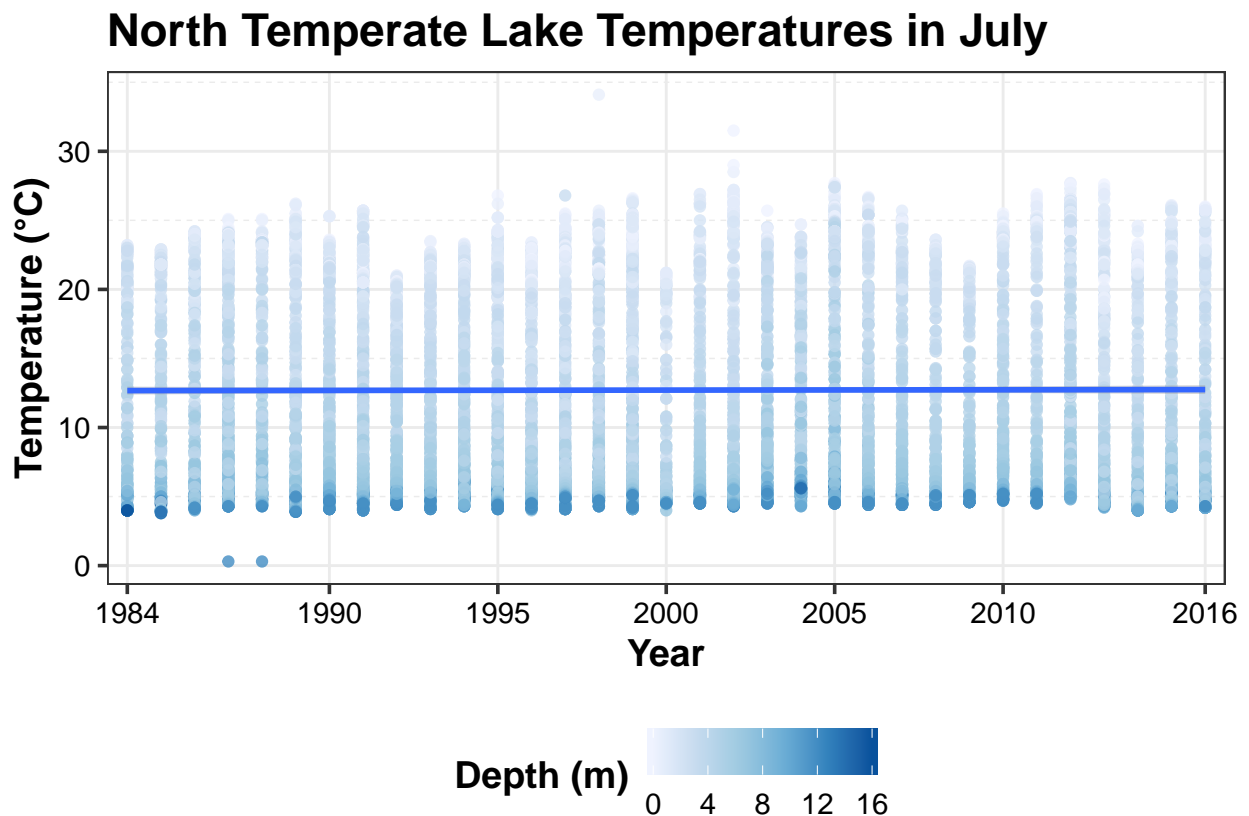 North Temperate Lake Temperatures in July
Temperature (°C)
30
20
10
0
1984 1990 1995 2000 2005 2010 2016
Year
Depth (m)
0 4 8 12 16